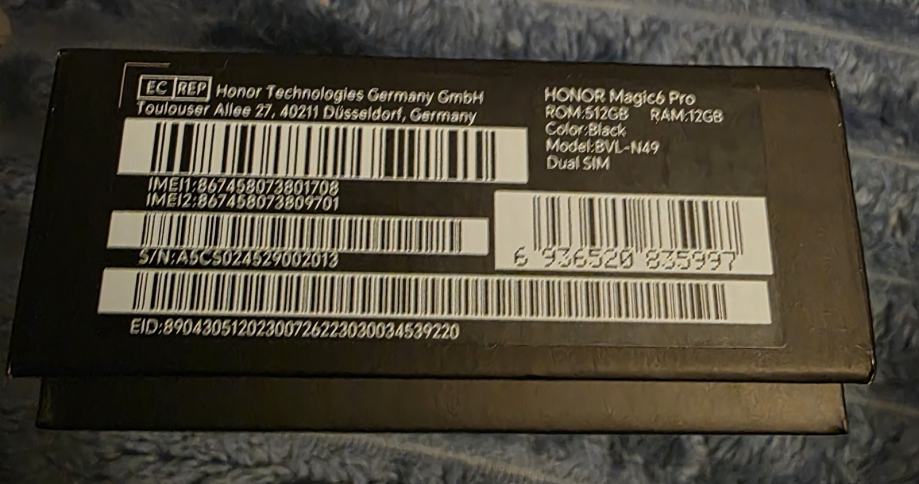 EC REP Honor Technologies Germany GmbH
Toulouser Allee 27, 40211 Düsseldorf, Germany
IMEI1:867458073801708
IMEI2:867458073809701
S/N:A5CS024529002013
EID:89043051202300726223030034539220
HONOR Magic6 Pro
ROM:512GB RAM:12GB
Color:Black
Model:BVL-N49
Dual SIM
6 936520 835997